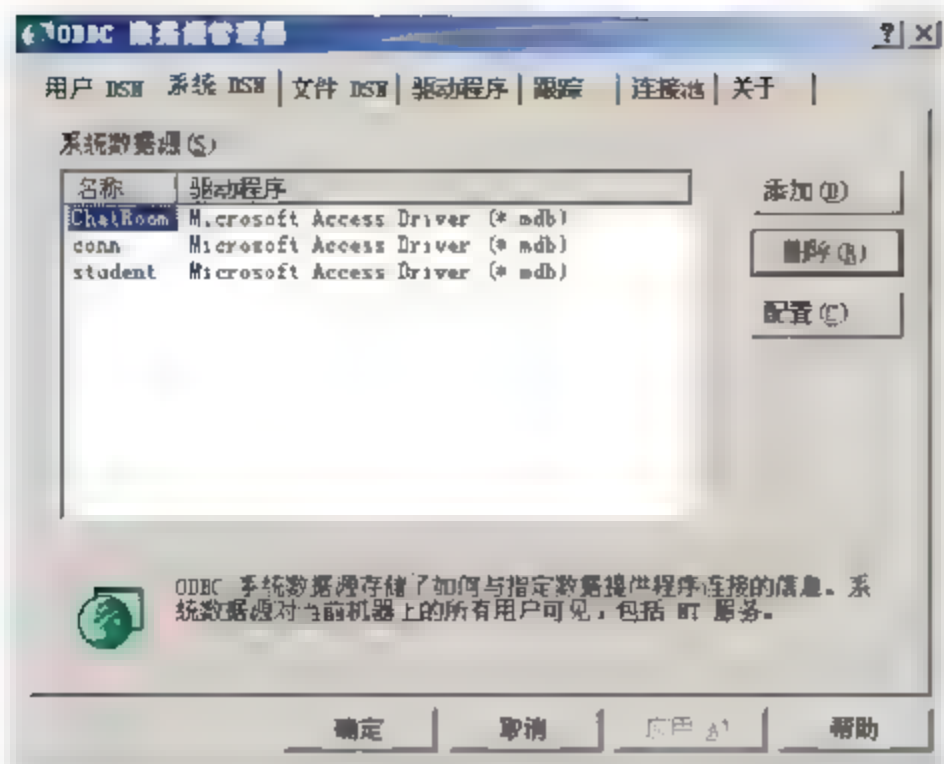 ODBC 数据源管理器
用户 DSN 系统 DSN 文件 DSN 驱动程序 跟踪 连接池 关于
系统数据源(S)
名称 驱动程序
ChatRoom Microsoft Access Driver (*.mdb)
conn Microsoft Access Driver (*.mdb)
student Microsoft Access Driver (*.mdb)
添加(D)
删除(R)
配置(C)
ODBC 系统数据源存储了如何与指定数据提供程序连接的信息。系
统数据源对当前机器上的所有用户可见，包括 NT 服务。
确定 取消 应用(A) 帮助